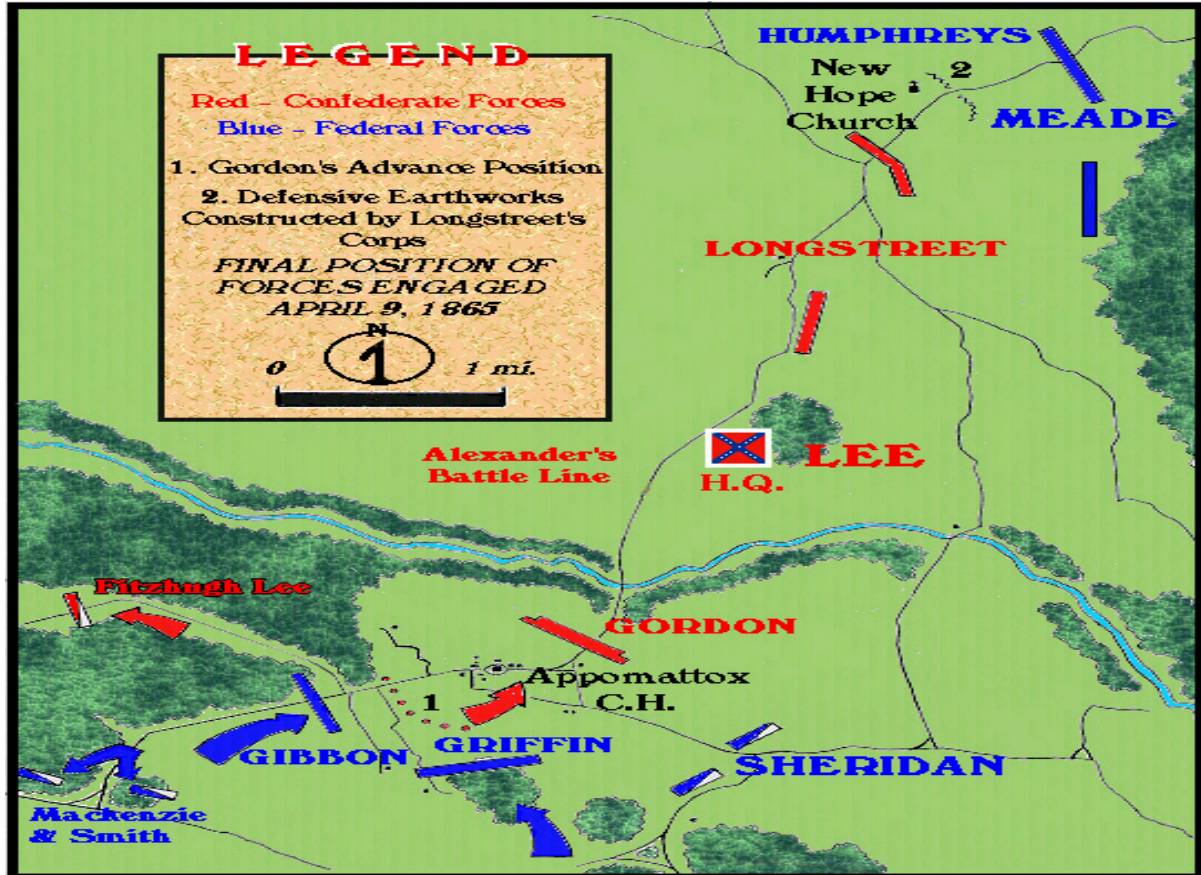 LEGEND
Red - Confederate Forces
Blue - Federal Forces
1. Gordon's Advance Position
2. Defensive Earthworks
Constructed by Longstreet's
Corps
FINAL POSITION OF
FORCES ENGAGED
APRIL 9, 1865
N
1
0 1 mi.
HUMPHREYS
New
Hope
Church
2
MEADE
LONGSTREET
Alexander's
Battle Line
LEE
H.Q.
Fitzhugh Lee
GORDON
Appomattox
C.H.
1
GIBBON
GRIFFIN
SHERIDAN
Mackenzie
& Smith